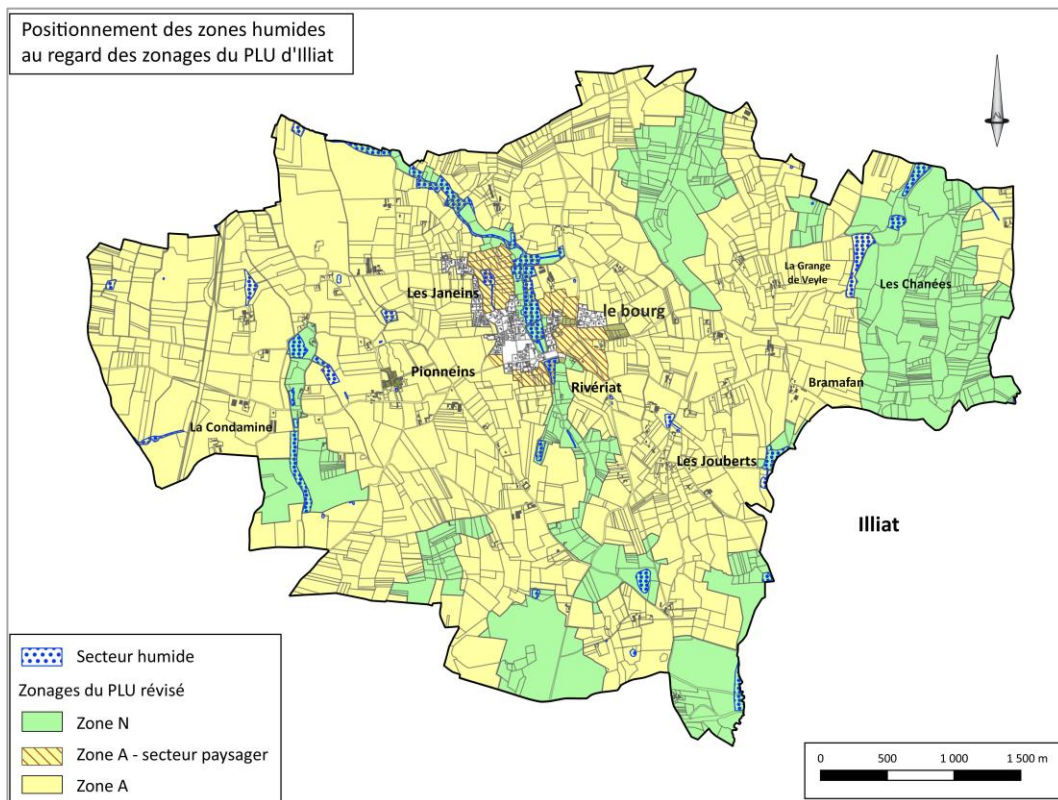 Positionnement des zones humides
au regard des zonages du PLU d'Illiat
Les Janeins
le bourg
La Grange
de Veyle
Les Chanées
Pionneins
Rivériat
Bramafan
La Condamine
Les Jouberts
Illiat
Secteur humide
Zonages du PLU révisé
Zone N
Zone A - secteur paysager
Zone A
0 500 1 000 1 500 m